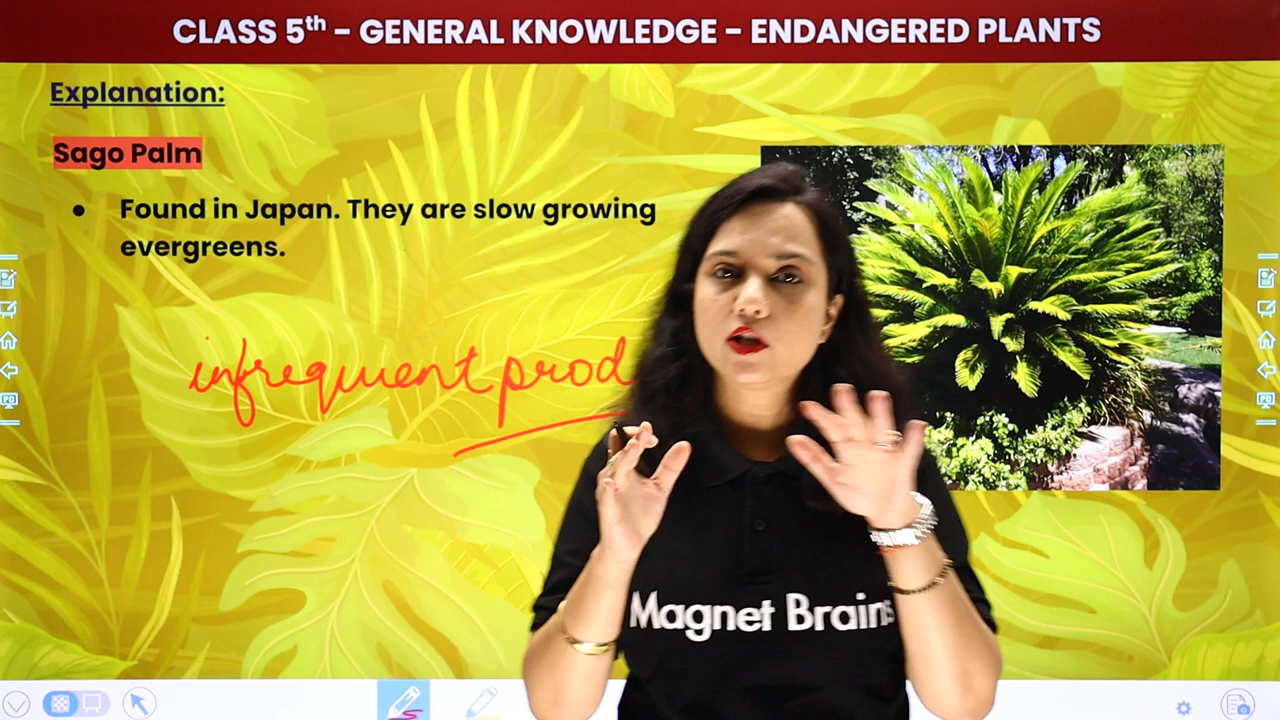 CLASS 5th - GENERAL KNOWLEDGE - ENDANGERED PLANTS
Explanation:
Sago Palm
● Found in Japan. They are slow growing
evergreens.
infrequent prod
Magnet Brains